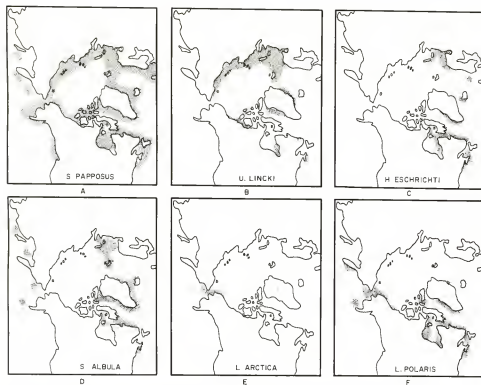 S PAPPOSUS
U. LINCKI
H ESCHRICHTI
A
B
C
S ALBULA
L ARCTICA
L. POLARIS
D
E
F